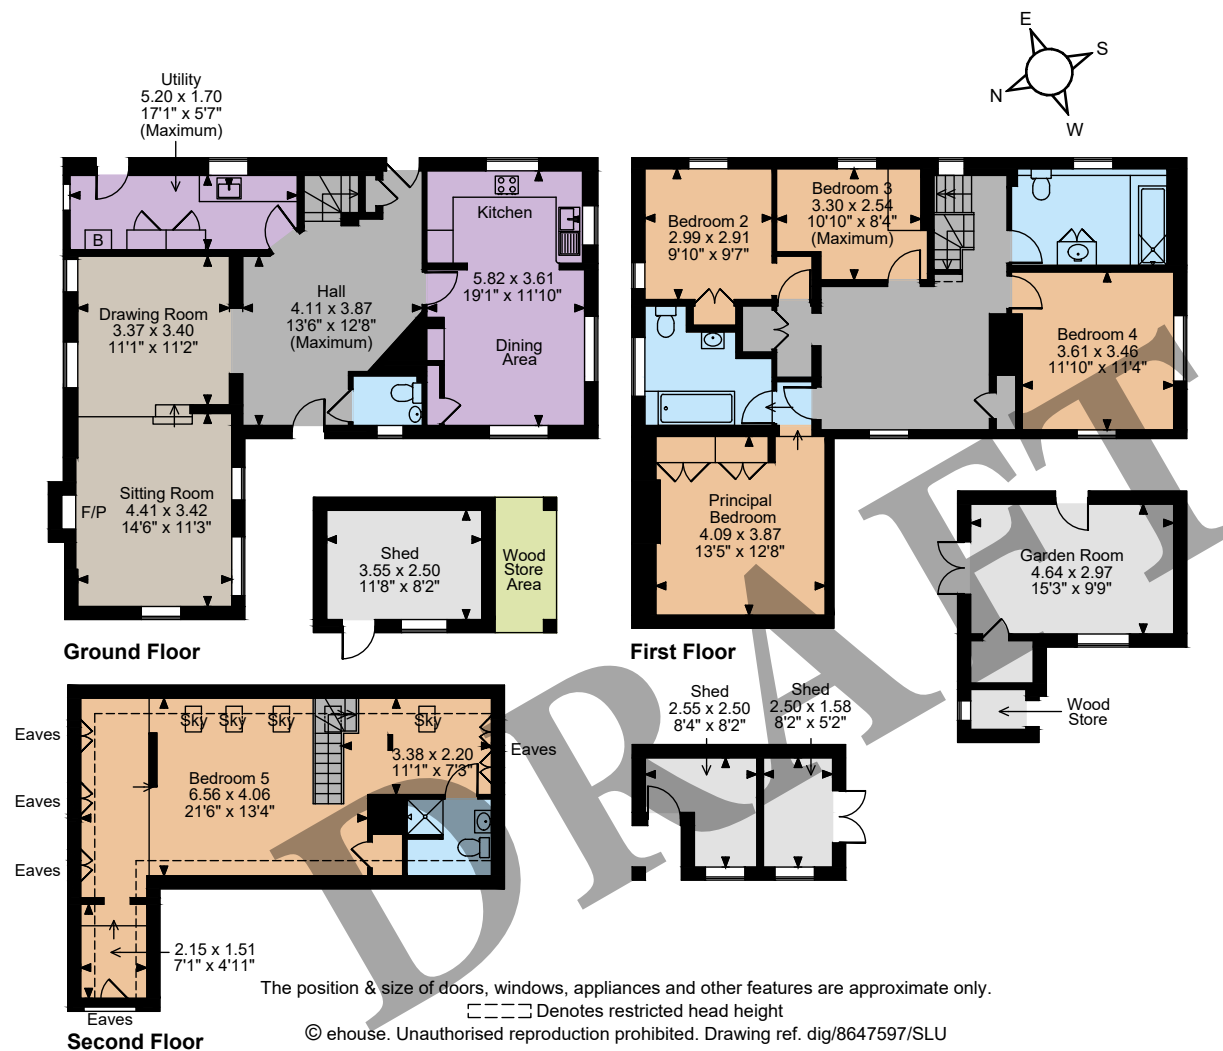 E
S
N
W
Utility
5.20 x 1.70
17'1" x 5'7"
(Maximum)
B
Kitchen
5.82 x 3.61
19'1" x 11'10"
Dining
Area
Hall
4.11 x 3.87
13'6" x 12'8"
(Maximum)
Drawing Room
3.37 x 3.40
11'1" x 11'2"
Sitting Room
4.41 x 3.42
14'6" x 11'3"
F/P
Ground Floor
Shed
3.55 x 2.50
11'8" x 8'2"
Wood
Store
Area
Bedroom 2
2.99 x 2.91
9'10" x 9'7"
Bedroom 3
3.30 x 2.54
10'10" x 8'4"
(Maximum)
Bedroom 4
3.61 x 3.46
11'10" x 11'4"
Principal
Bedroom
4.09 x 3.87
13'5" x 12'8"
First Floor
Garden Room
4.64 x 2.97
15'3" x 9'9"
Wood
Store
Shed
2.55 x 2.50
8'4" x 8'2"
Shed
2.50 x 1.58
8'2" x 5'2"
Sky
Sky
Sky
Sky
Eaves
Eaves
Eaves
Eaves
Bedroom 5
6.56 x 4.06
21'6" x 13'4"
3.38 x 2.20
11'1" x 7'3"
2.15 x 1.51
7'1" x 4'11"
Eaves
Second Floor
DRAFT
The position & size of doors, windows, appliances and other features are approximate only.
Denotes restricted head height
© ehouse. Unauthorised reproduction prohibited. Drawing ref. dig/8647597/SLU